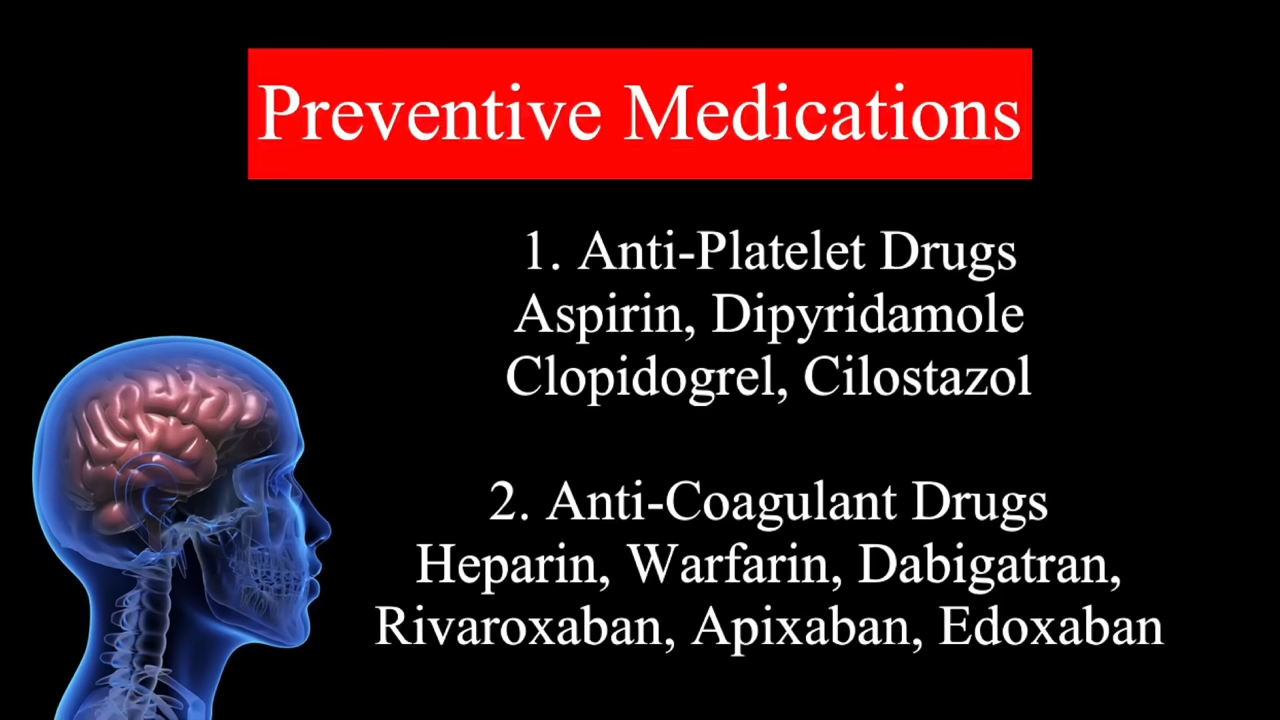 Preventive Medications
1. Anti-Platelet Drugs
Aspirin, Dipyridamole
Clopidogrel, Cilostazol
2. Anti-Coagulant Drugs
Heparin, Warfarin, Dabigatran,
Rivaroxaban, Apixaban, Edoxaban